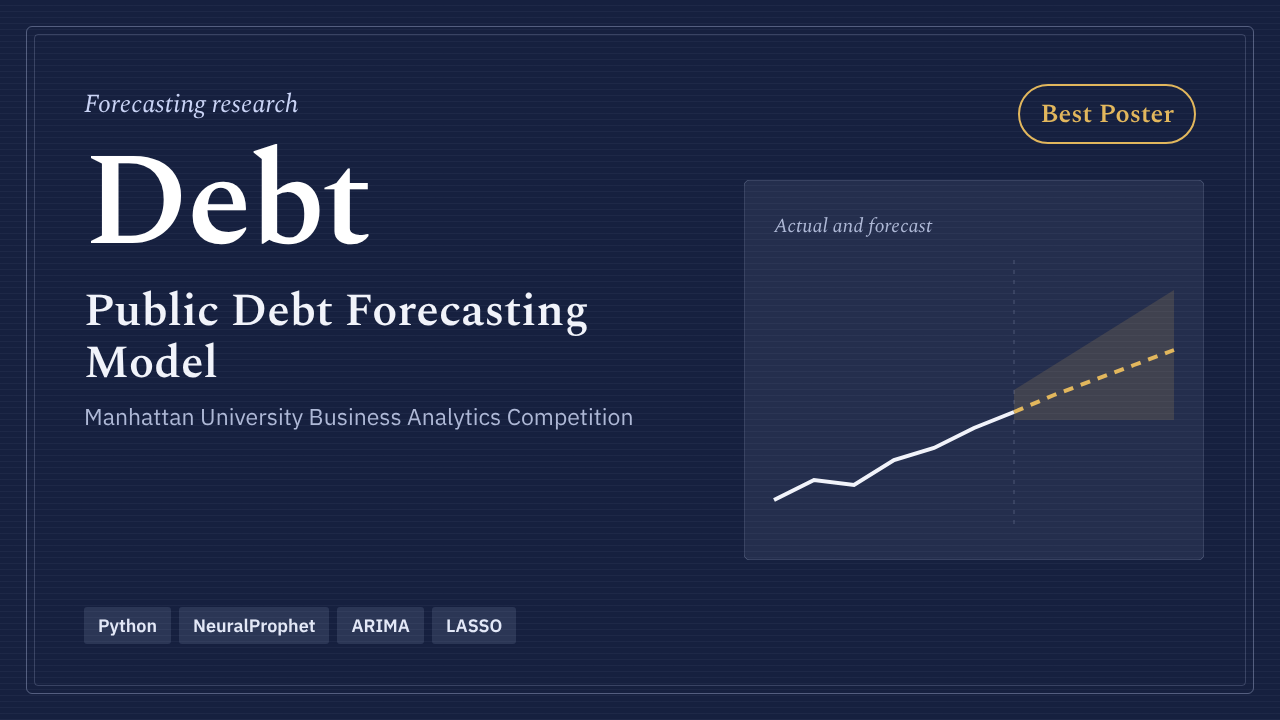 Forecasting research
Debt
Public Debt Forecasting
Model
Manhattan University Business Analytics Competition
Best Poster
Actual and forecast
Python
NeuralProphet
ARIMA
LASSO